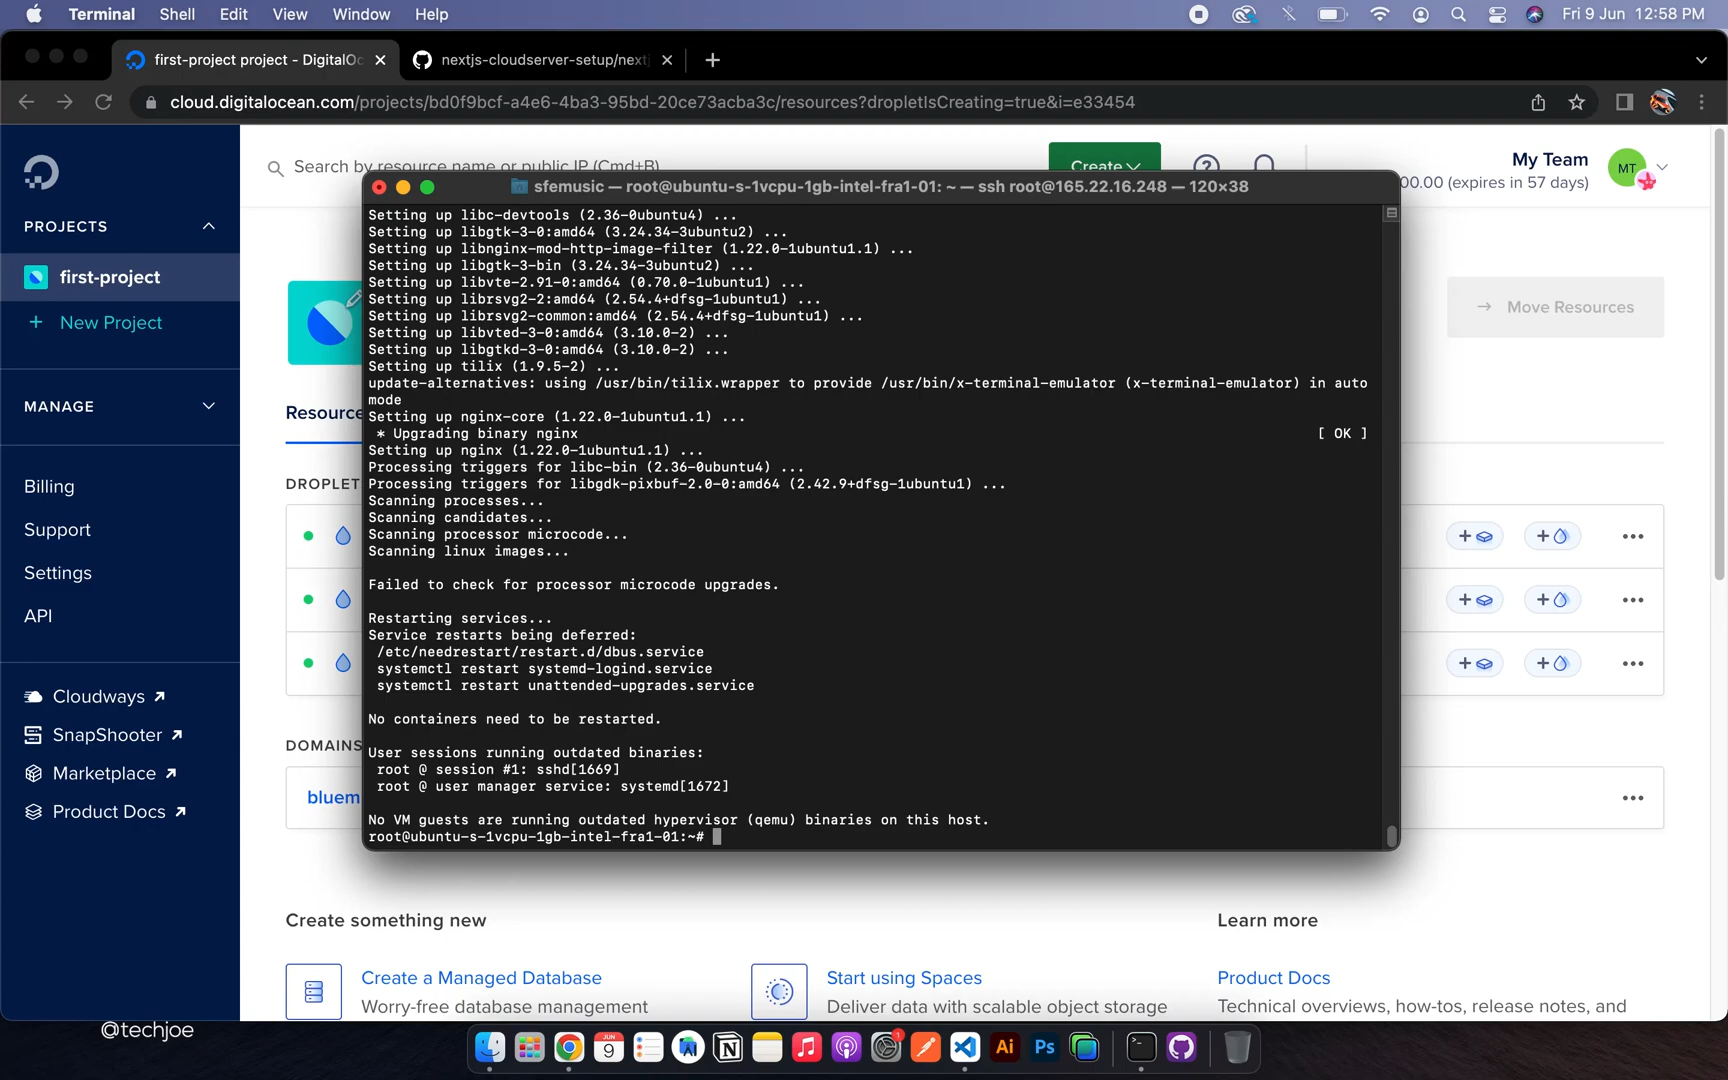 Terminal Shell Edit View Window Help Fri 9 Jun 12:58 PM
first-project project - DigitalOc nextjs-cloudserver-setup/next
cloud.digitalocean.com/projects/bd0f9bcf-a4e6-4ba3-95bd-20ce73acba3c/resources?dropletIsCreating=true&i=e33454
Search by resource name or public IP (Cmd+B)
Create
My Team
00.00 (expires in 57 days)
MT
PROJECTS
first-project
+ New Project
MANAGE
Billing
Support
Settings
API
Cloudways
SnapShooter
Marketplace
Product Docs
Move Resources
Resource
DROPLET
DOMAINS
bluem
sfemusic — root@ubuntu-s-1vcpu-1gb-intel-fra1-01: ~ — ssh root@165.22.16.248 — 120×38
Setting up libc-devtools (2.36-0ubuntu4) ...
Setting up libgtk-3-0:amd64 (3.24.34-3ubuntu2) ...
Setting up libnginx-mod-http-image-filter (1.22.0-1ubuntu1.1) ...
Setting up libgtk-3-bin (3.24.34-3ubuntu2) ...
Setting up libvte-2.91-0:amd64 (0.70.0-1ubuntu1) ...
Setting up librsvg2-2:amd64 (2.54.4+dfsg-1ubuntu1) ...
Setting up librsvg2-common:amd64 (2.54.4+dfsg-1ubuntu1) ...
Setting up libvted-3-0:amd64 (3.10.0-2) ...
Setting up libgtkd-3-0:amd64 (3.10.0-2) ...
Setting up tilix (1.9.5-2) ...
update-alternatives: using /usr/bin/tilix.wrapper to provide /usr/bin/x-terminal-emulator (x-terminal-emulator) in auto
mode
Setting up nginx-core (1.22.0-1ubuntu1.1) ...
* Upgrading binary nginx [ OK ]
Setting up nginx (1.22.0-1ubuntu1.1) ...
Processing triggers for libc-bin (2.36-0ubuntu4) ...
Processing triggers for libgdk-pixbuf-2.0-0:amd64 (2.42.9+dfsg-1ubuntu1) ...
Scanning processes...
Scanning candidates...
Scanning processor microcode...
Scanning linux images...
Failed to check for processor microcode upgrades.
Restarting services...
Service restarts being deferred:
/etc/needrestart/restart.d/dbus.service
systemctl restart systemd-logind.service
systemctl restart unattended-upgrades.service
No containers need to be restarted.
User sessions running outdated binaries:
root @ session #1: sshd[1669]
root @ user manager service: systemd[1672]
No VM guests are running outdated hypervisor (qemu) binaries on this host.
root@ubuntu-s-1vcpu-1gb-intel-fra1-01:~#
Create something new
Learn more
Create a Managed Database
Worry-free database management
Start using Spaces
Deliver data with scalable object storage
Product Docs
Technical overviews, how-tos, release notes, and
@techjoe
JUN
9
1
Ai
Ps